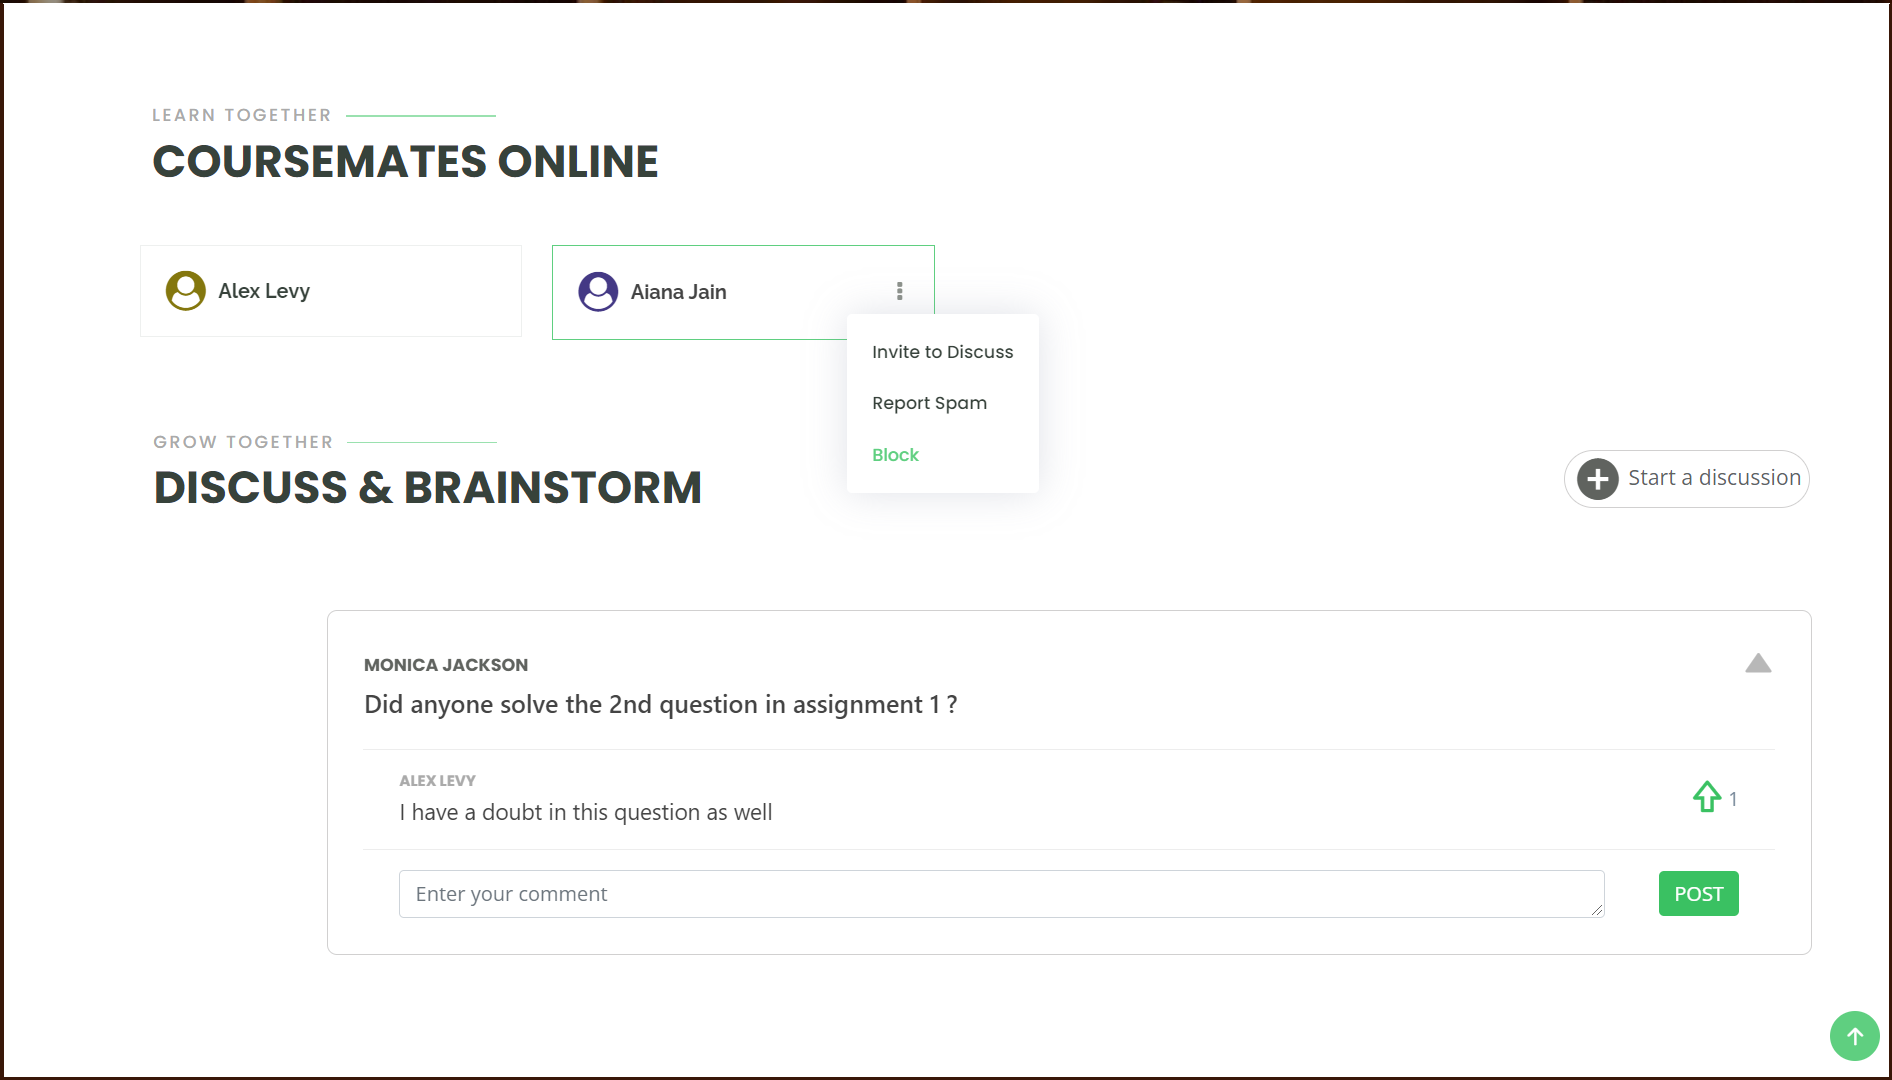 LEARN TOGETHER
COURSEMATES ONLINE
Alex Levy
Aiana Jain
Invite to Discuss
Report Spam
Block
GROW TOGETHER
DISCUSS & BRAINSTORM
Start a discussion
MONICA JACKSON
Did anyone solve the 2nd question in assignment 1 ?
ALEX LEVY
I have a doubt in this question as well
1
Enter your comment
POST